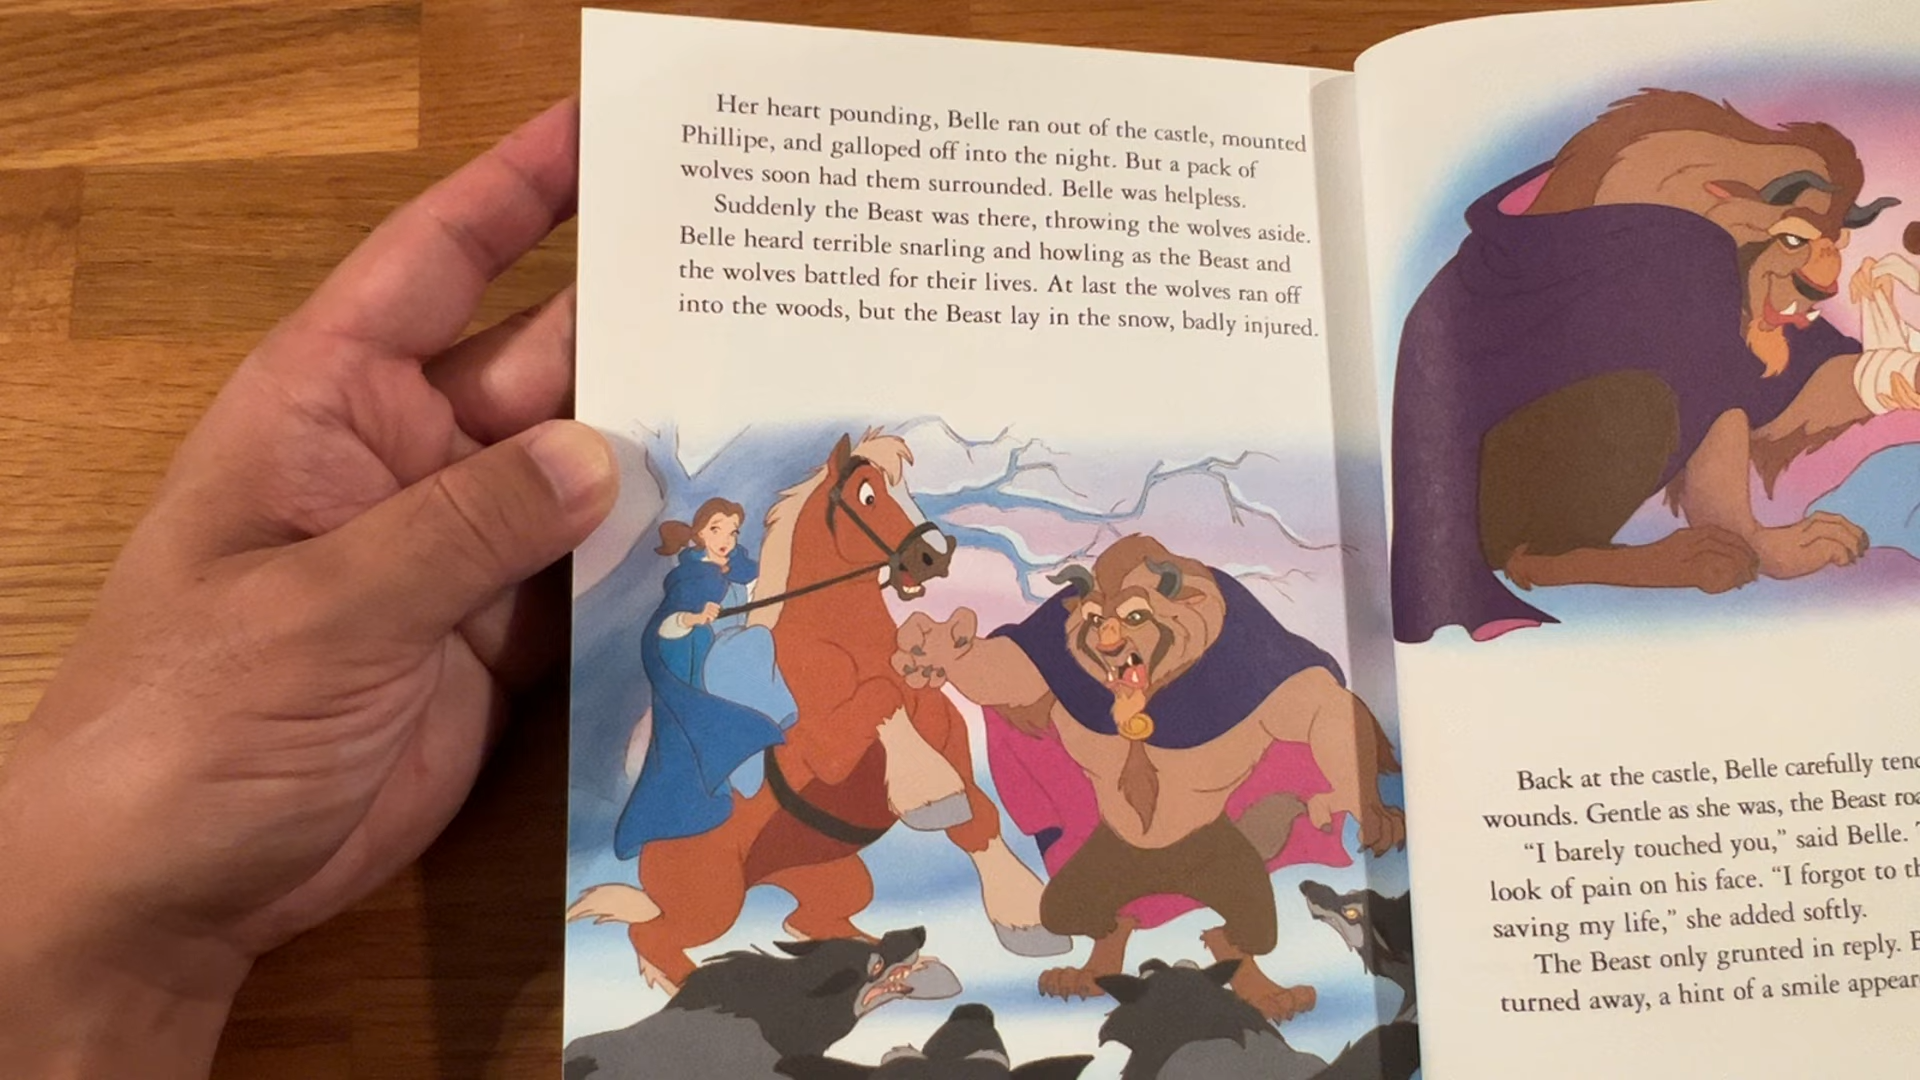 Her heart pounding, Belle ran out of the castle, mounted
Phillipe, and galloped off into the night. But a pack of
wolves soon had them surrounded. Belle was helpless.
Suddenly the Beast was there, throwing the wolves aside.
Belle heard terrible snarling and howling as the Beast and
the wolves battled for their lives. At last the wolves ran off
into the woods, but the Beast lay in the snow, badly injured.
Back at the castle, Belle carefully
wounds. Gentle as she was, the Beast
“I barely touched you,” said Belle.
look of pain on his face. “I forgot to
saving my life,” she added softly.
The Beast only grunted in reply.
turned away, a hint of a smile